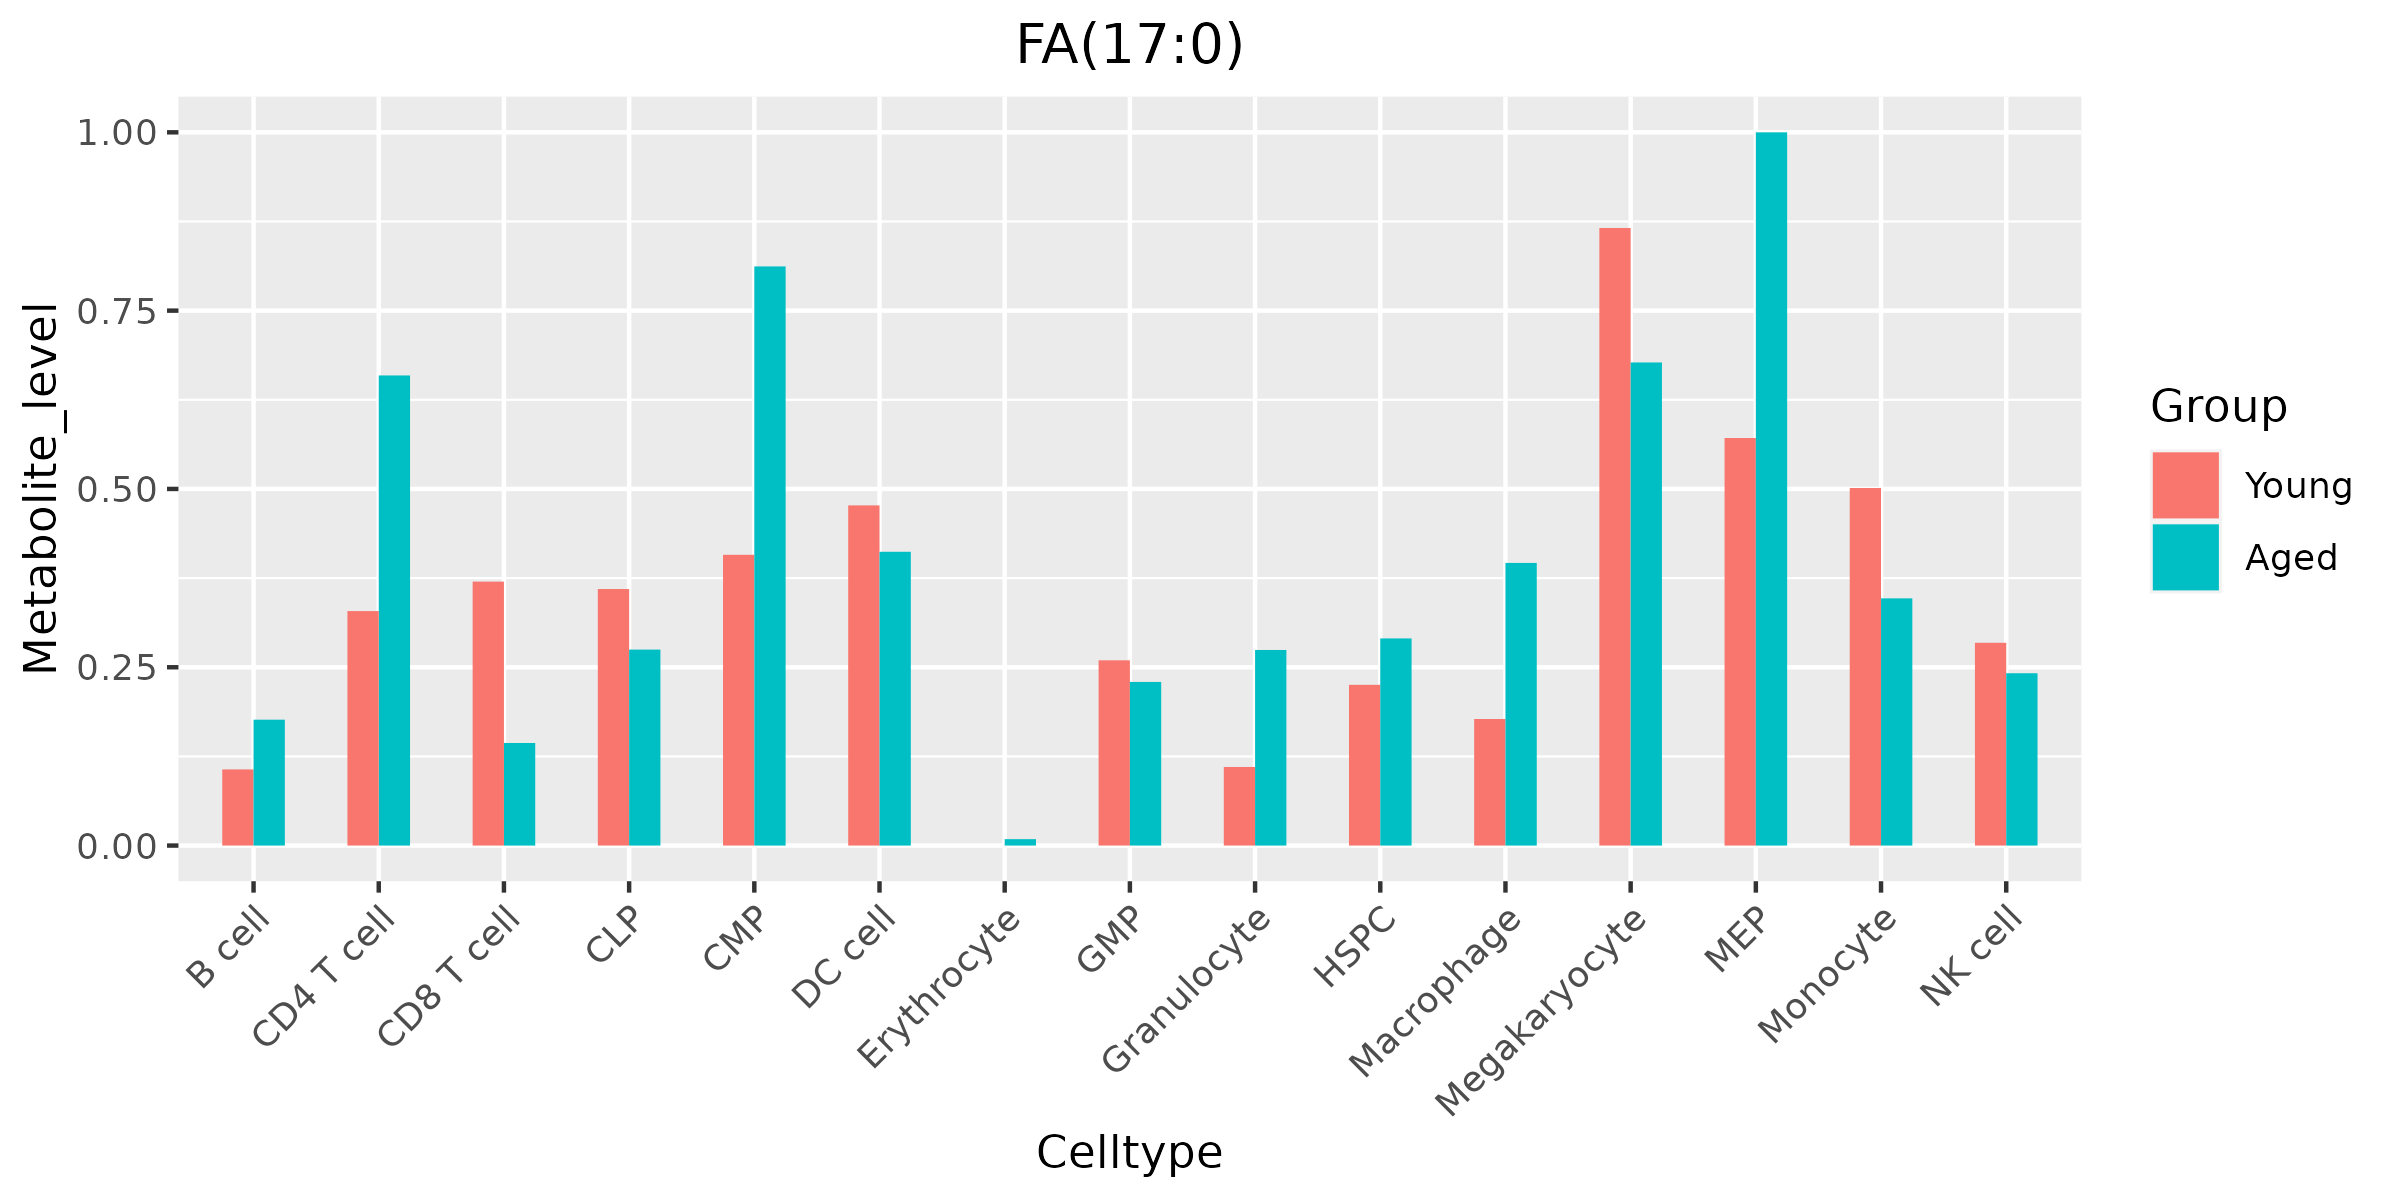 FA(17:0)
Metabolite_level
1.00
0.75
0.50
0.25
0.00
B cell
CD4 T cell
CD8 T cell
CLP
CMP
DC cell
Erythrocyte
GMP
Granulocyte
HSPC
Macrophage
Megakaryocyte
MEP
Monocyte
NK cell
Celltype
Group
Young
Aged